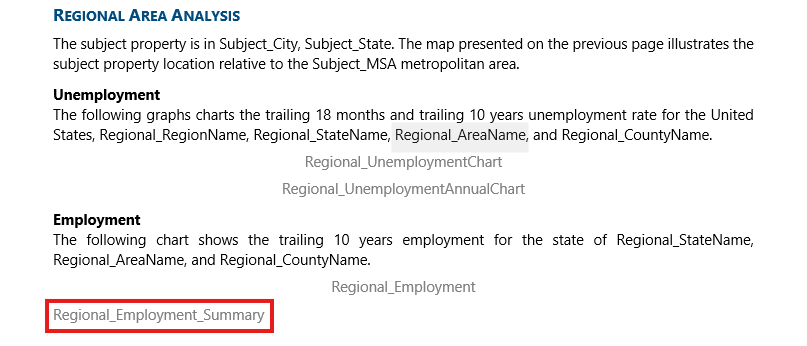 REGIONAL AREA ANALYSIS
The subject property is in Subject_City, Subject_State. The map presented on the previous page illustrates the
subject property location relative to the Subject_MSA metropolitan area.
Unemployment
The following graphs charts the trailing 18 months and trailing 10 years unemployment rate for the United
States, Regional_RegionName, Regional_StateName, Regional_AreaName, and Regional_CountyName.
Regional_UnemploymentChart
Regional_UnemploymentAnnualChart
Employment
The following chart shows the trailing 10 years employment for the state of Regional_StateName,
Regional_AreaName, and Regional_CountyName.
Regional_Employment
Regional_Employment_Summary